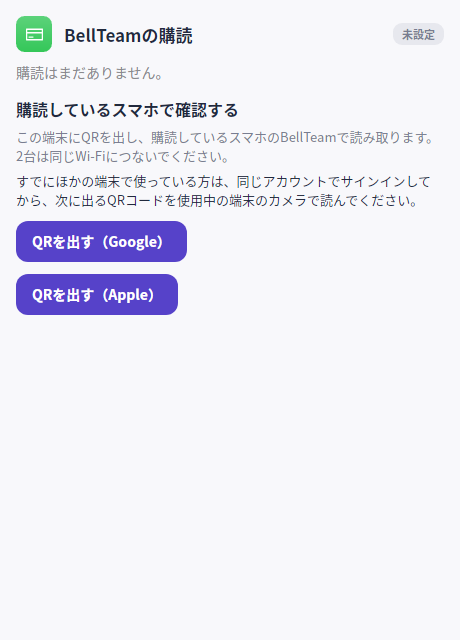 BellTeamの購読
未設定
購読はまだありません。
購読しているスマホで確認する
この端末にQRを出し、購読しているスマホのBellTeamで読み取ります。
2台は同じWi-Fiにつないでください。
すでにほかの端末で使っている方は、同じアカウントでサインインして
から、次に出るQRコードを使用中の端末のカメラで読んでください。
QRを出す（Google）
QRを出す（Apple）